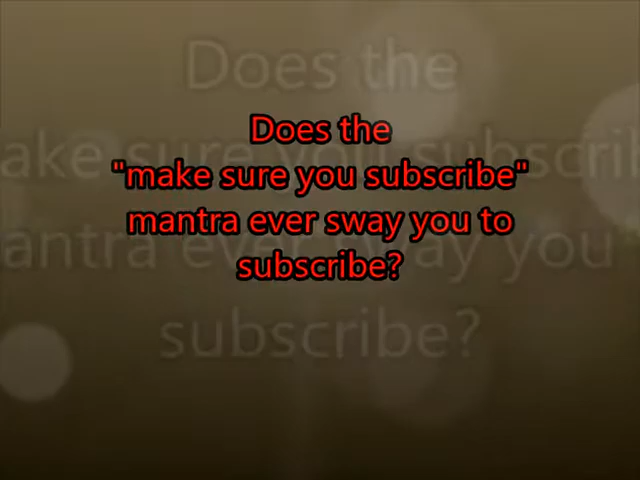 Does the
"make sure you subscribe"
mantra ever sway you to
subscribe?